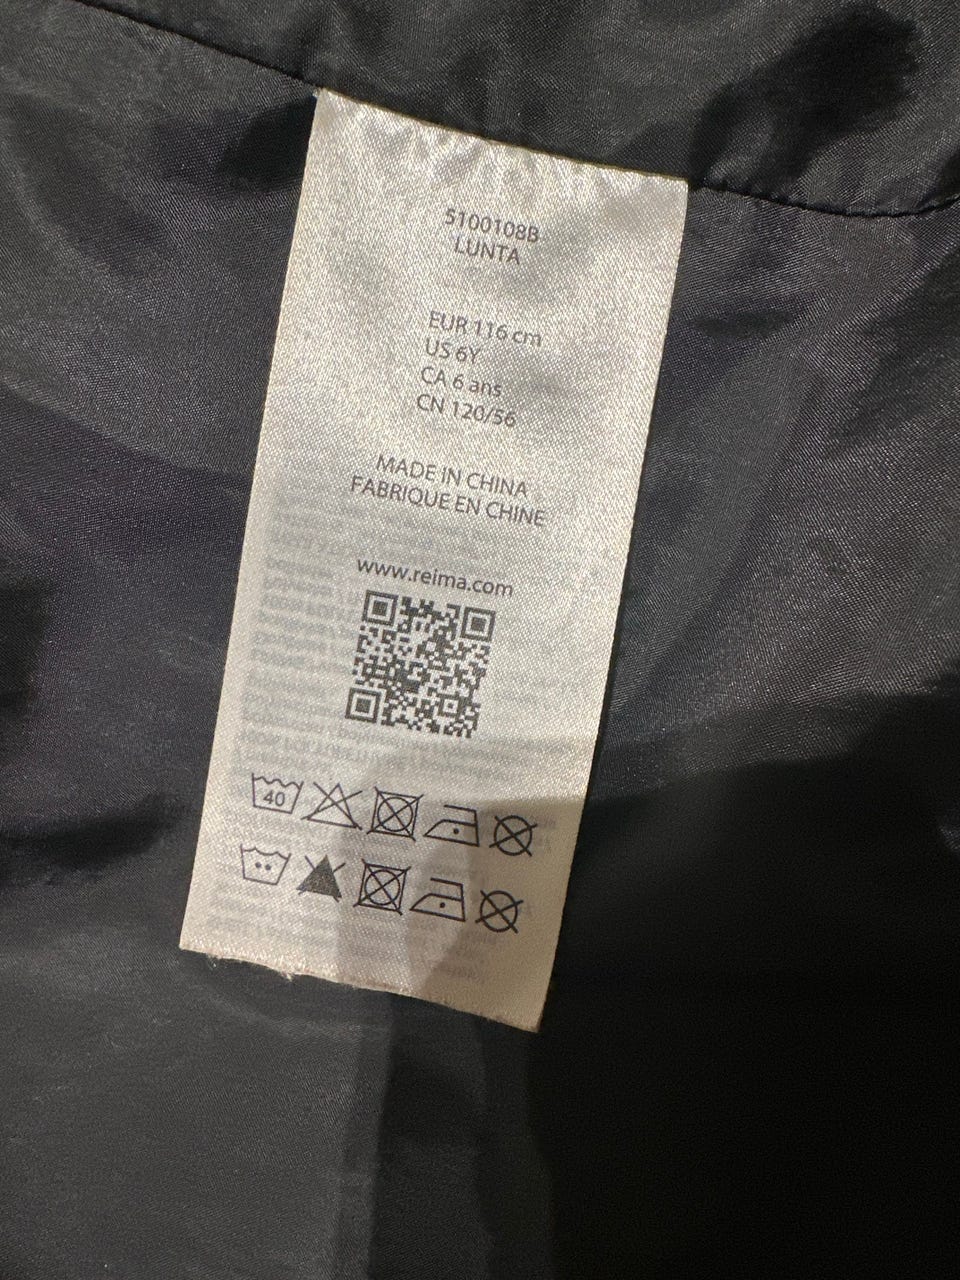 5100108B
LUNTA
EUR 116 cm
US 6Y
CA 6 ans
CN 120/56
MADE IN CHINA
FABRIQUE EN CHINE
www.reima.com
40